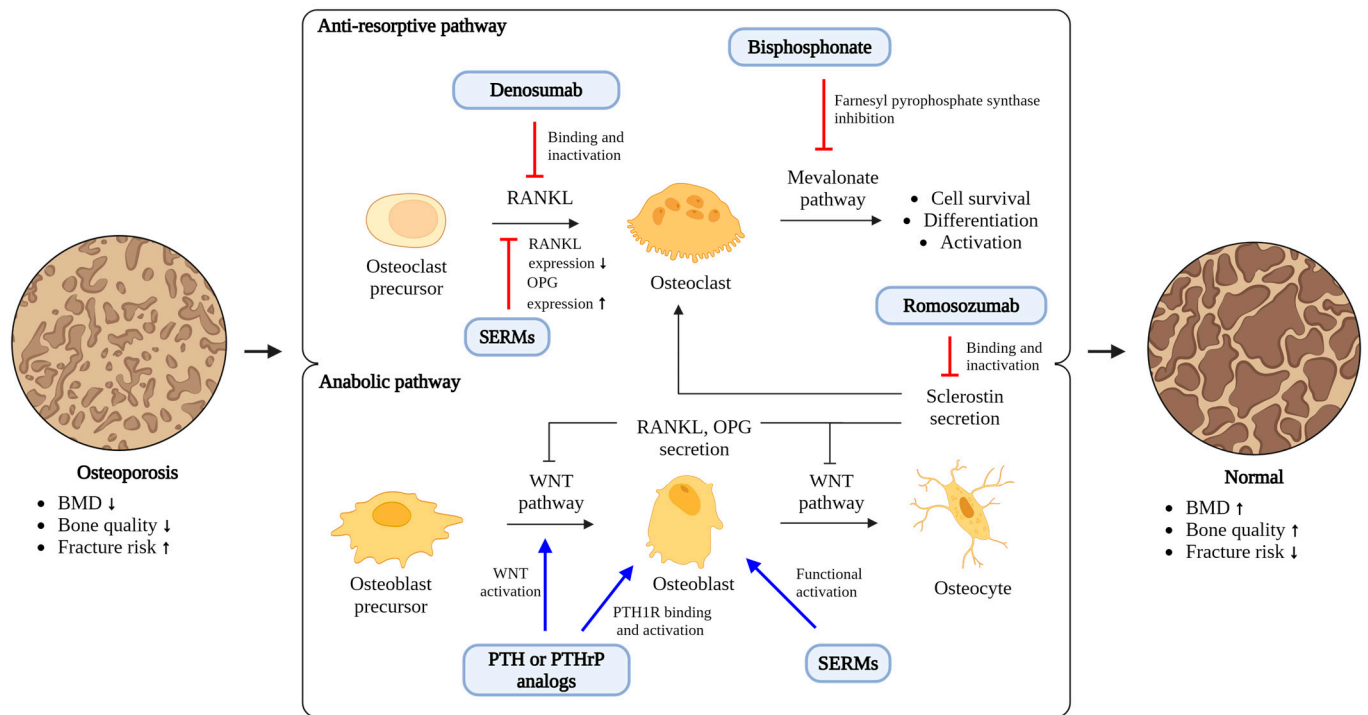 Anti-resorptive pathway
Bisphosphonate
Denosumab
Farnesyl pyrophosphate synthase
inhibition
Binding and
inactivation
RANKL
Mevalonate
pathway
• Cell survival
• Differentiation
• Activation
RANKL
expression ↓
OPG
expression ↑
Osteoclast
precursor
Osteoclast
SERMs
Romosozumab
Binding and
inactivation
Anabolic pathway
Sclerostin
secretion
RANKL, OPG
secretion
WNT
pathway
WNT
pathway
Osteoblast
precursor
WNT
activation
Osteoblast
Functional
activation
Osteocyte
PTH1R binding
and activation
PTH or PTHrP
analogs
SERMs
Osteoporosis
• BMD ↓
• Bone quality ↓
• Fracture risk ↑
Normal
• BMD ↑
• Bone quality ↑
• Fracture risk ↓